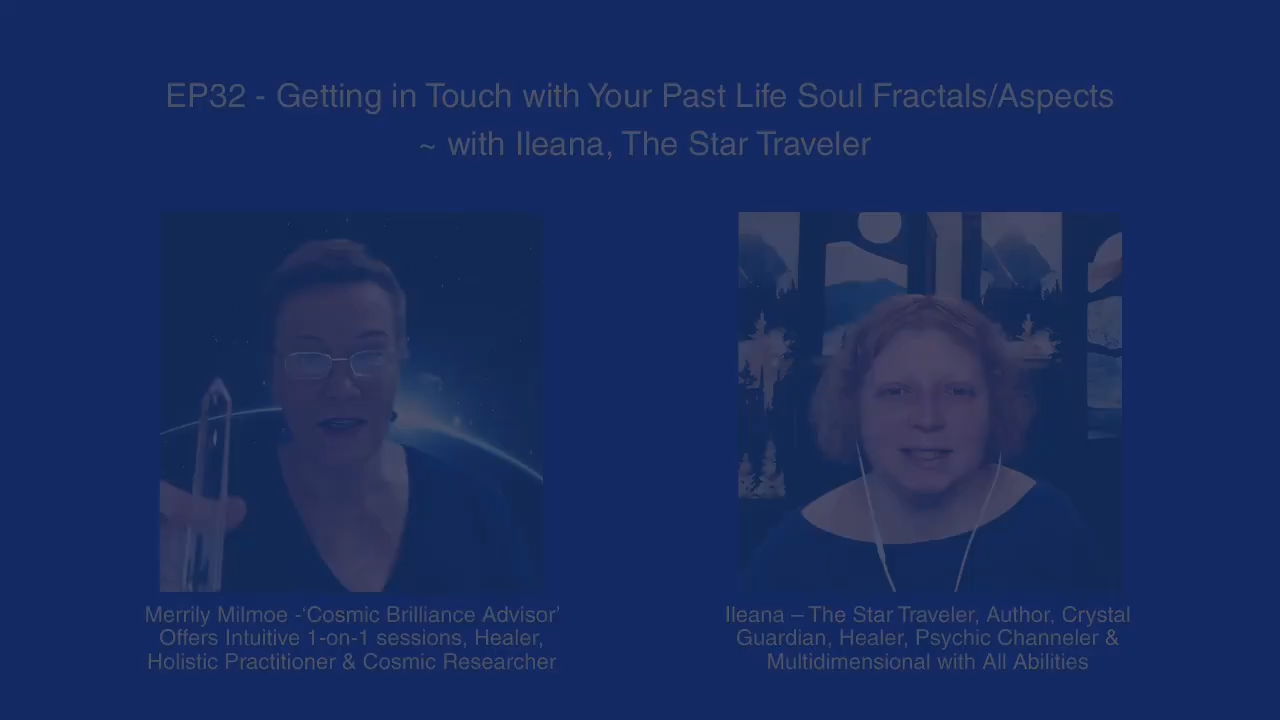 EP32 - Getting in Touch with Your Past Life Soul Fractals/Aspects
~ with Ileana, The Star Traveler
Merrily Milmoe -‘Cosmic Brilliance Advisor’
Offers Intuitive 1-on-1 sessions, Healer,
Holistic Practitioner & Cosmic Researcher
Ileana – The Star Traveler, Author, Crystal
Guardian, Healer, Psychic Channeler &
Multidimensional with All Abilities